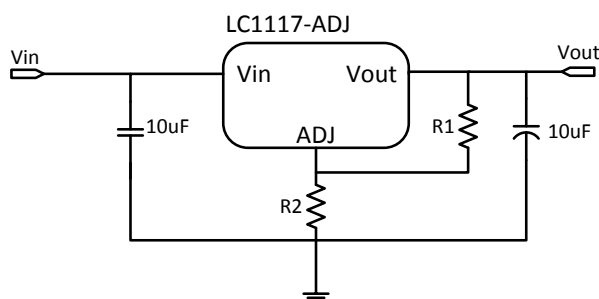 LC1117-ADJ
Vin
Vout
Vin
Vout
ADJ
10uF
R1
10uF
R2